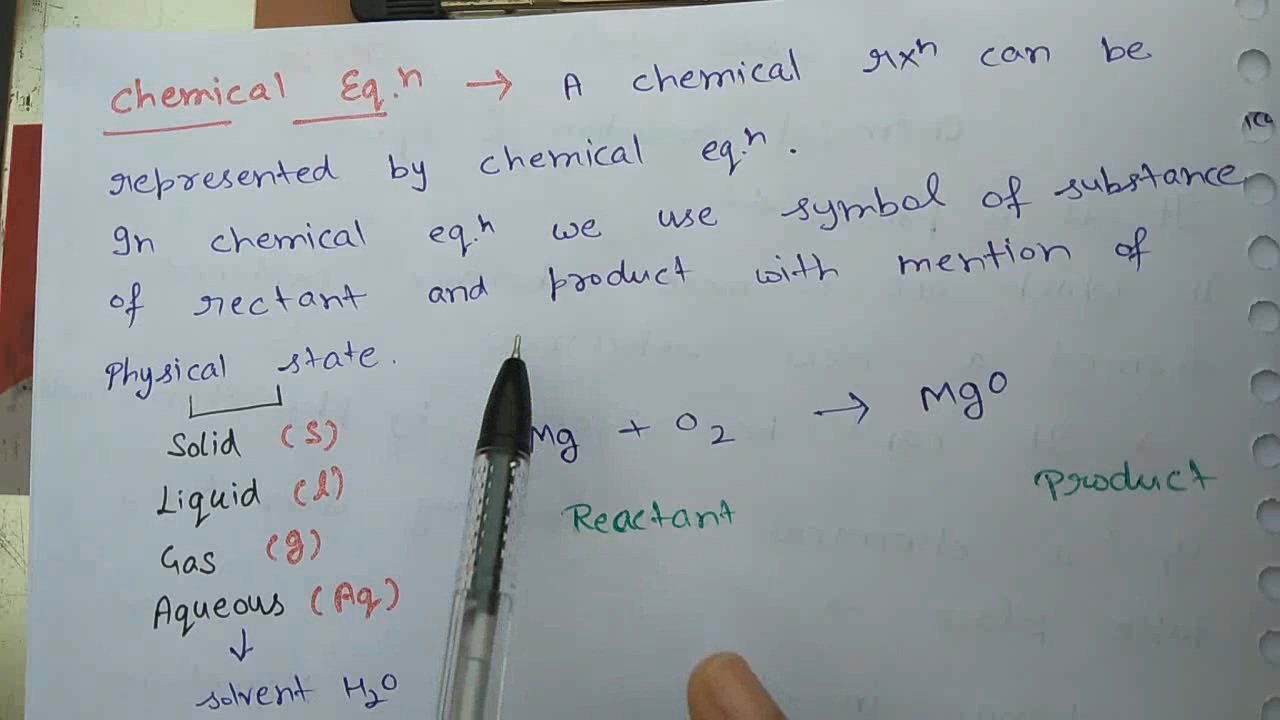 Chemical Eq.n → A chemical rxn can be
represented by chemical eq.n.
In chemical eq.n we use symbol of substance
of rectant and product with mention of
Physical state.
Solid (S)
Liquid (l)
Gas (g)
Aqueous (Aq)
↓
solvent H2O
Mg + O2 → MgO
Reactant
Product